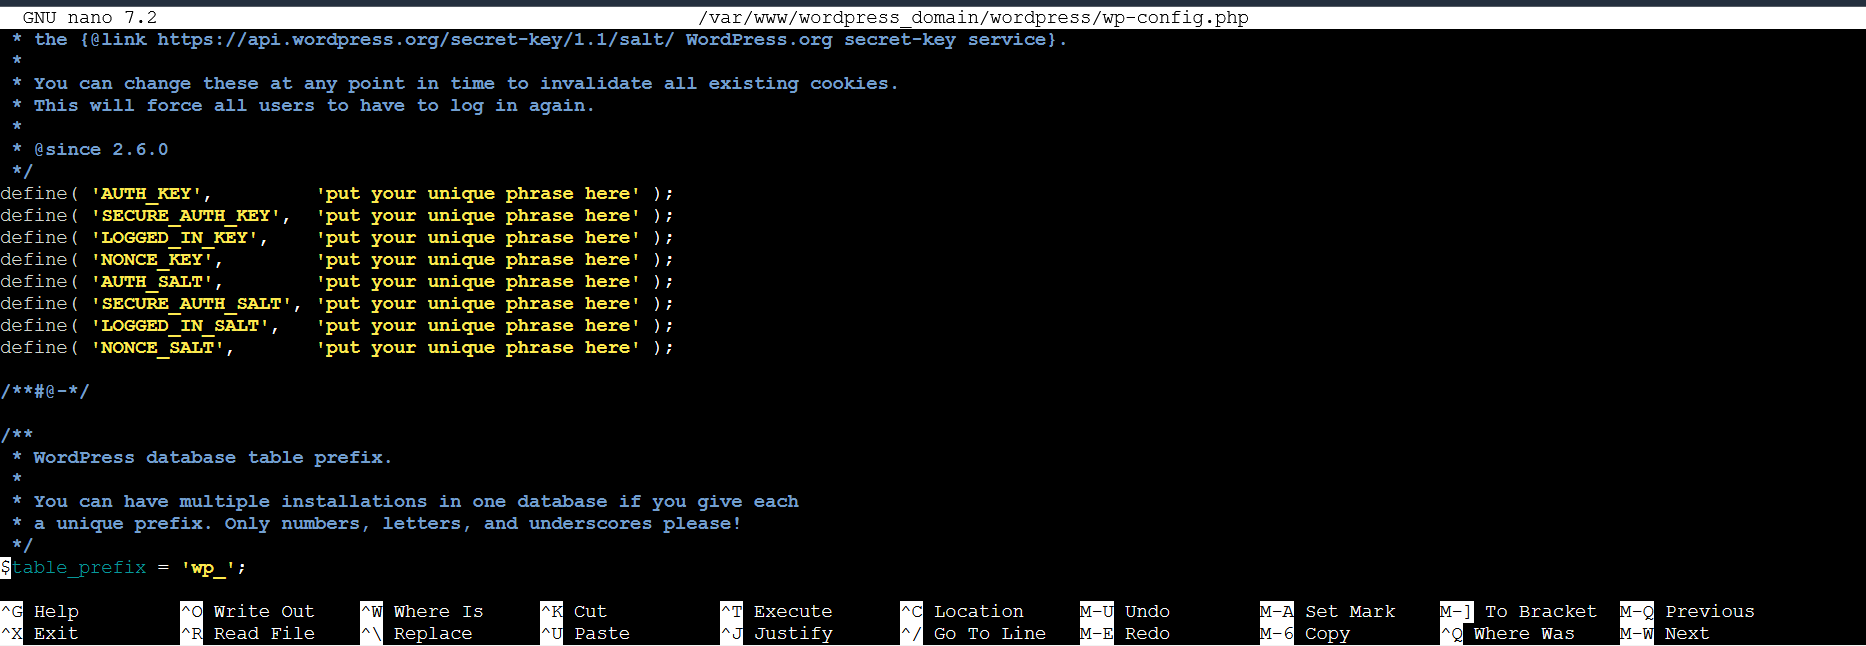 GNU nano 7.2 /var/www/wordpress_domain/wordpress/wp-config.php
 * the {@link https://api.wordpress.org/secret-key/1.1/salt/ WordPress.org secret-key service}.
 *
 * You can change these at any point in time to invalidate all existing cookies.
 * This will force all users to have to log in again.
 *
 * @since 2.6.0
 */
define( 'AUTH_KEY',         'put your unique phrase here' );
define( 'SECURE_AUTH_KEY',  'put your unique phrase here' );
define( 'LOGGED_IN_KEY',    'put your unique phrase here' );
define( 'NONCE_KEY',        'put your unique phrase here' );
define( 'AUTH_SALT',        'put your unique phrase here' );
define( 'SECURE_AUTH_SALT', 'put your unique phrase here' );
define( 'LOGGED_IN_SALT',   'put your unique phrase here' );
define( 'NONCE_SALT',       'put your unique phrase here' );
/**#@-*/
/**
 * WordPress database table prefix.
 *
 * You can have multiple installations in one database if you give each
 * a unique prefix. Only numbers, letters, and underscores please!
 */
$table_prefix = 'wp_';
^G Help ^O Write Out ^W Where Is ^K Cut ^T Execute ^C Location M-U Undo M-A Set Mark M-] To Bracket M-Q Previous
^X Exit ^R Read File ^\ Replace ^U Paste ^J Justify ^/ Go To Line M-E Redo M-6 Copy ^Q Where Was M-W Next